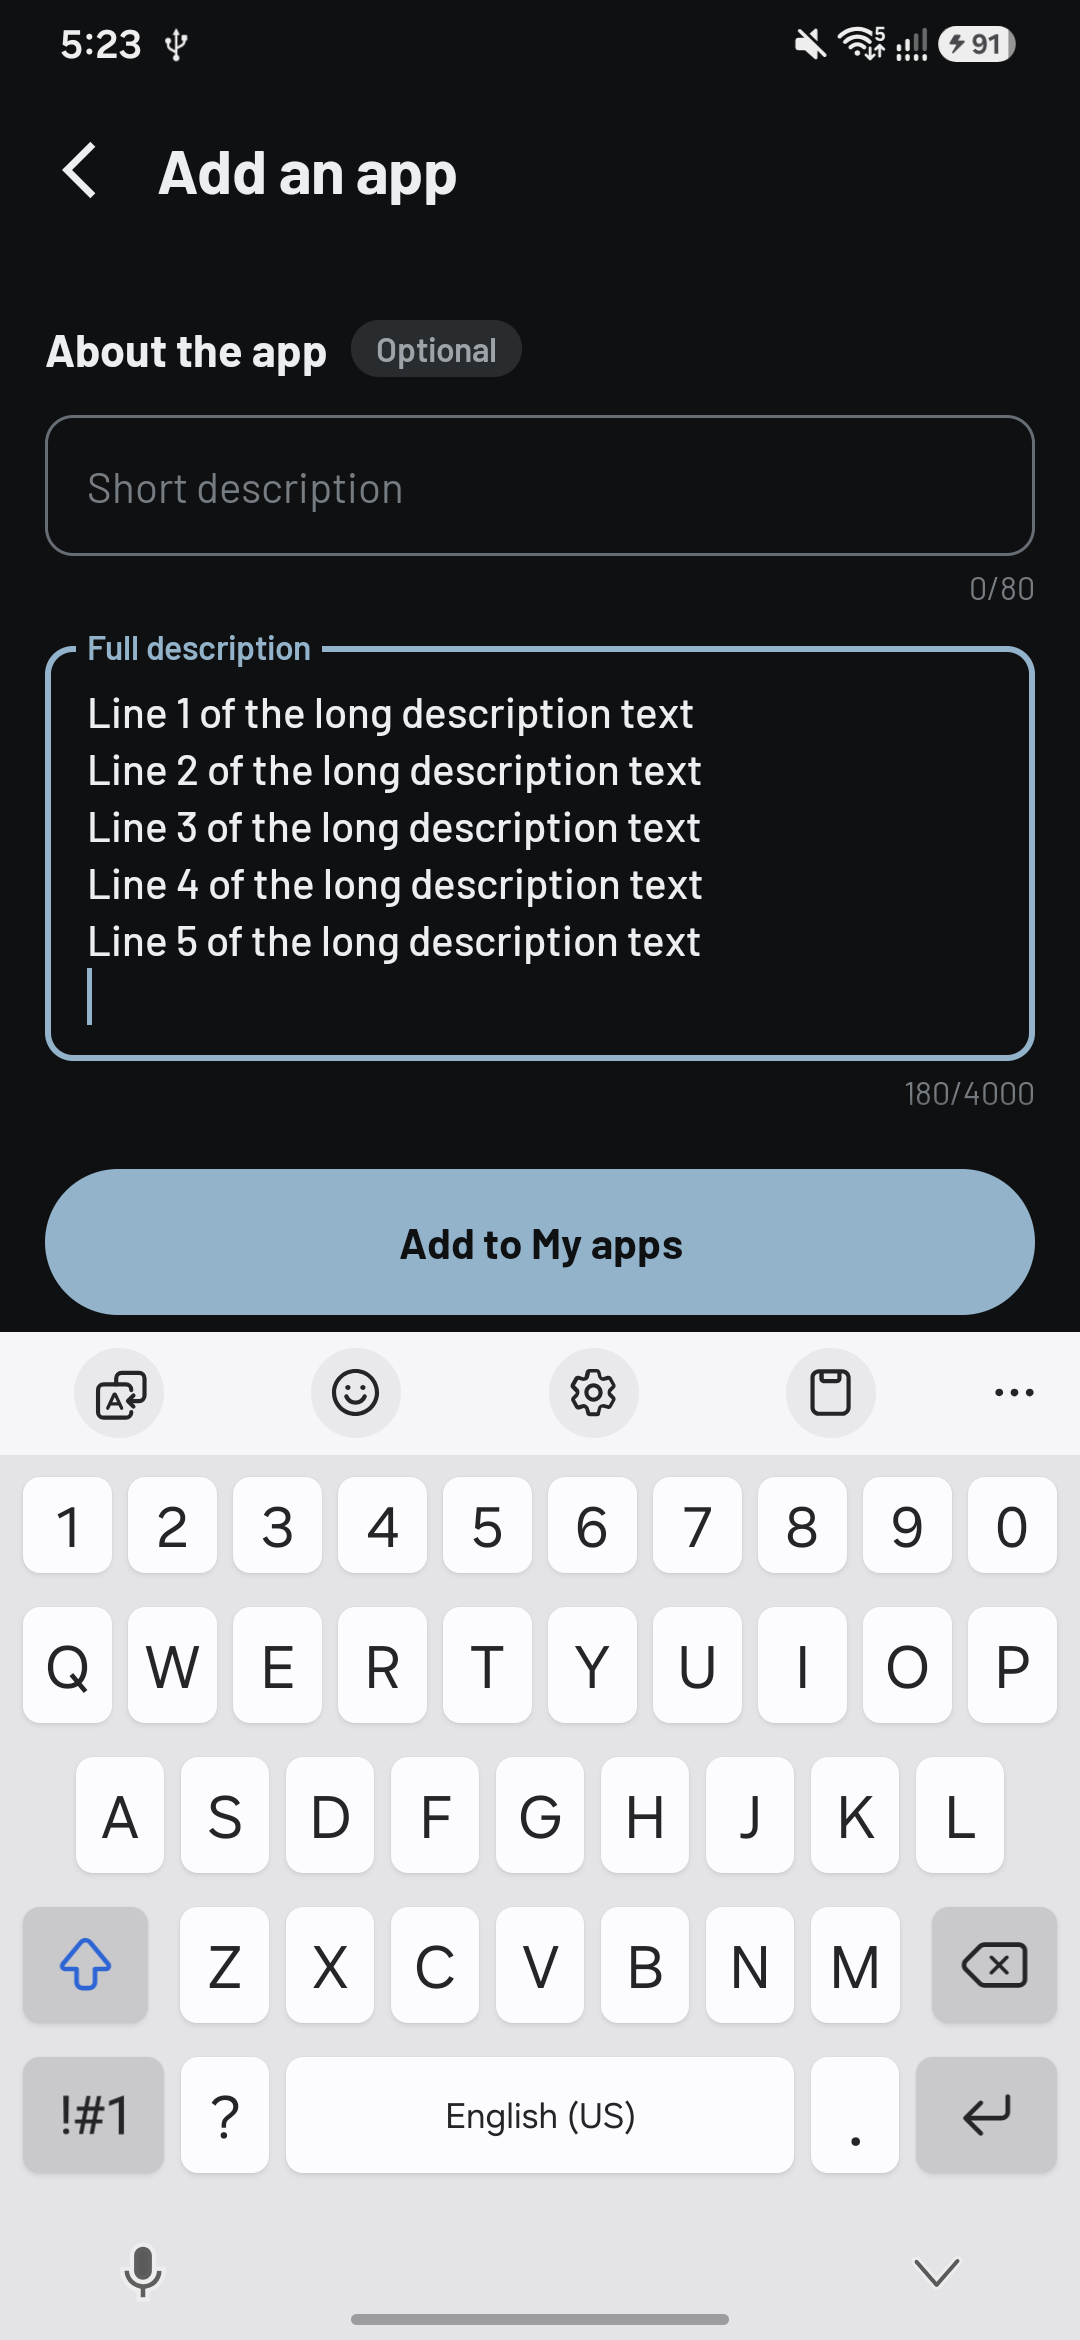 5:23
5
91
Add an app
About the app
Optional
Short description
0/80
Full description
Line 1 of the long description text
Line 2 of the long description text
Line 3 of the long description text
Line 4 of the long description text
Line 5 of the long description text
180/4000
Add to My apps
A
1 2 3 4 5 6 7 8 9 0
Q W E R T Y U I O P
A S D F G H J K L
Z X C V B N M
!#1 ? English (US) .